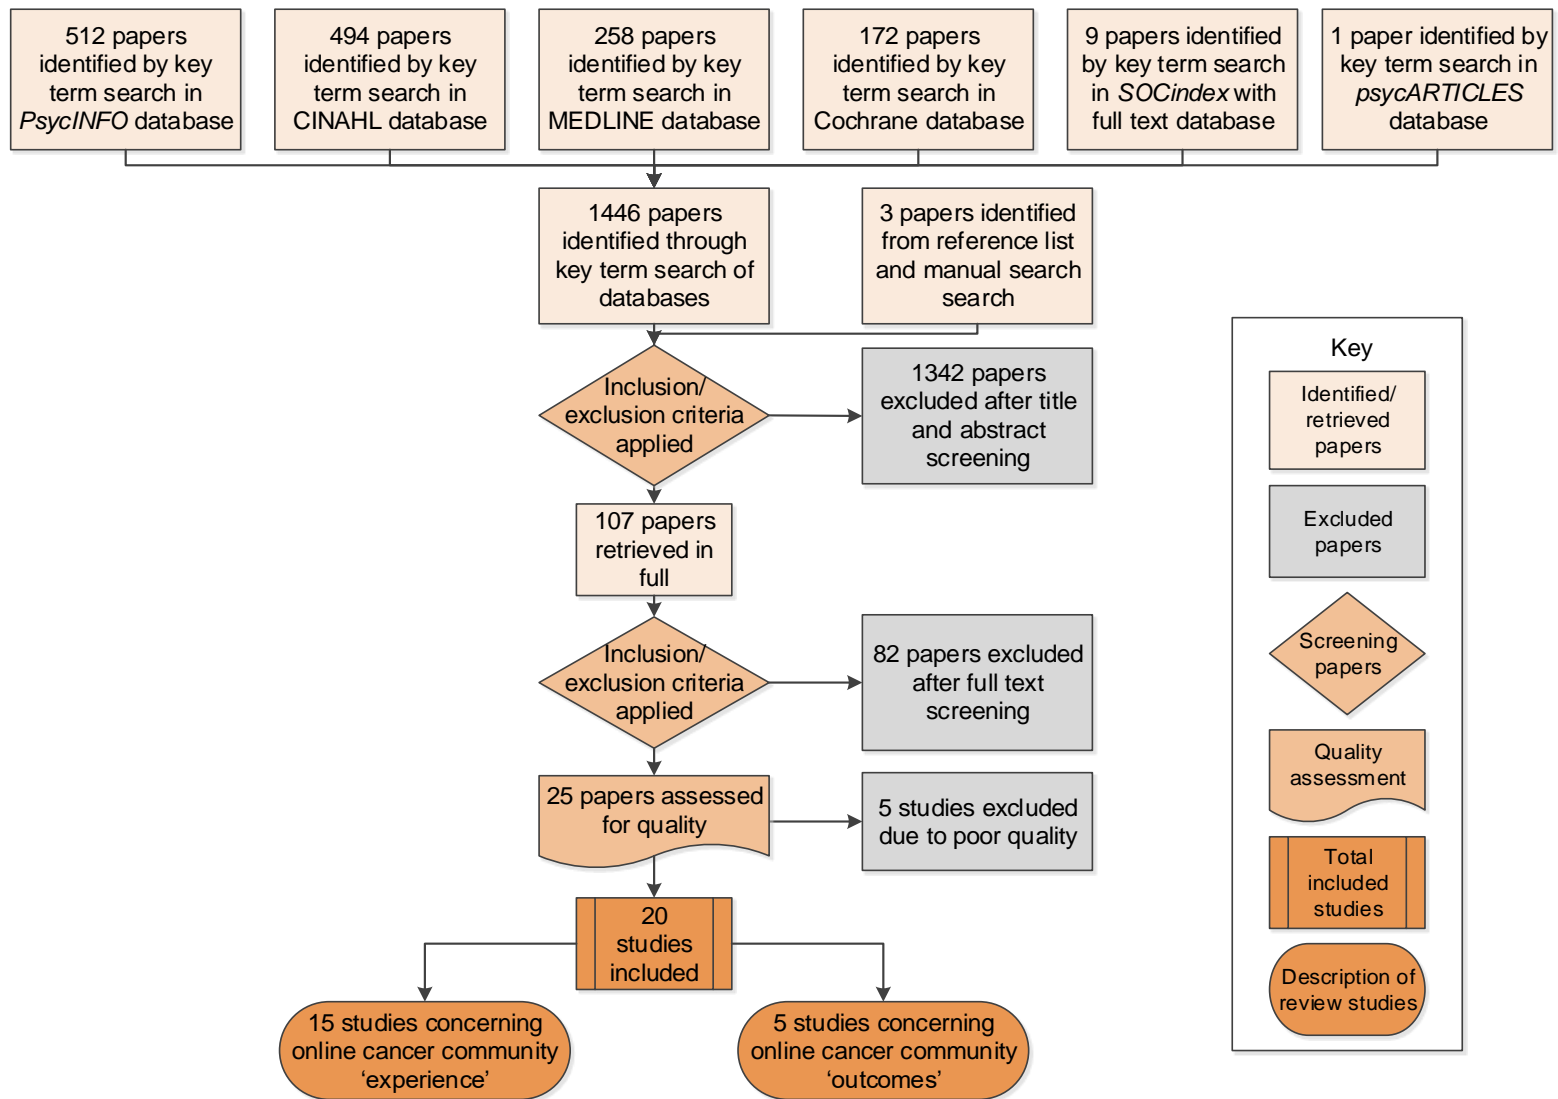 512 papers
identified by key
term search in
PsycINFO database
494 papers
identified by key
term search in
CINAHL database
258 papers
identified by key
term search in
MEDLINE database
172 papers
identified by key
term search in
Cochrane database
9 papers identified
by key term search
in SOCindex with
full text database
1 paper identified by
key term search in
psycARTICLES
database
1446 papers
identified through
key term search of
databases
3 papers identified
from reference list
and manual search
search
Inclusion/
exclusion criteria
applied
1342 papers
excluded after title
and abstract
screening
107 papers
retrieved in
full
Inclusion/
exclusion criteria
applied
82 papers excluded
after full text
screening
25 papers assessed
for quality
5 studies excluded
due to poor quality
20
studies
included
15 studies concerning
online cancer community
‘experience’
5 studies concerning
online cancer community
‘outcomes’
Key
Identified/
retrieved
papers
Excluded
papers
Screening
papers
Quality
assessment
Total
included
studies
Description of
review studies